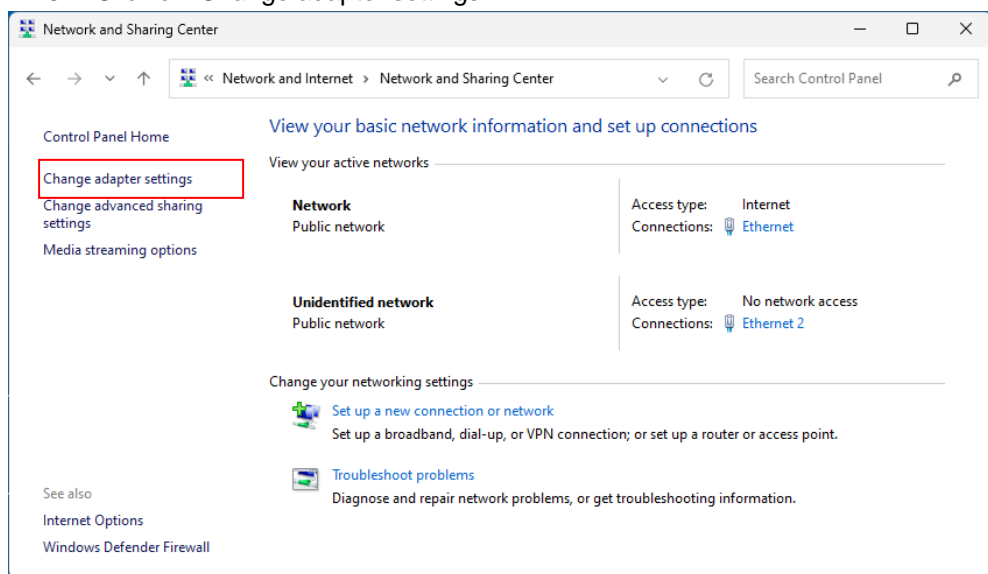 Network and Sharing Center
« Network and Internet › Network and Sharing Center
Search Control Panel
Control Panel Home
Change adapter settings
Change advanced sharing
settings
Media streaming options
See also
Internet Options
Windows Defender Firewall
View your basic network information and set up connections
View your active networks
Network
Public network
Access type: Internet
Connections: Ethernet
Unidentified network
Public network
Access type: No network access
Connections: Ethernet 2
Change your networking settings
Set up a new connection or network
Set up a broadband, dial-up, or VPN connection; or set up a router or access point.
Troubleshoot problems
Diagnose and repair network problems, or get troubleshooting information.